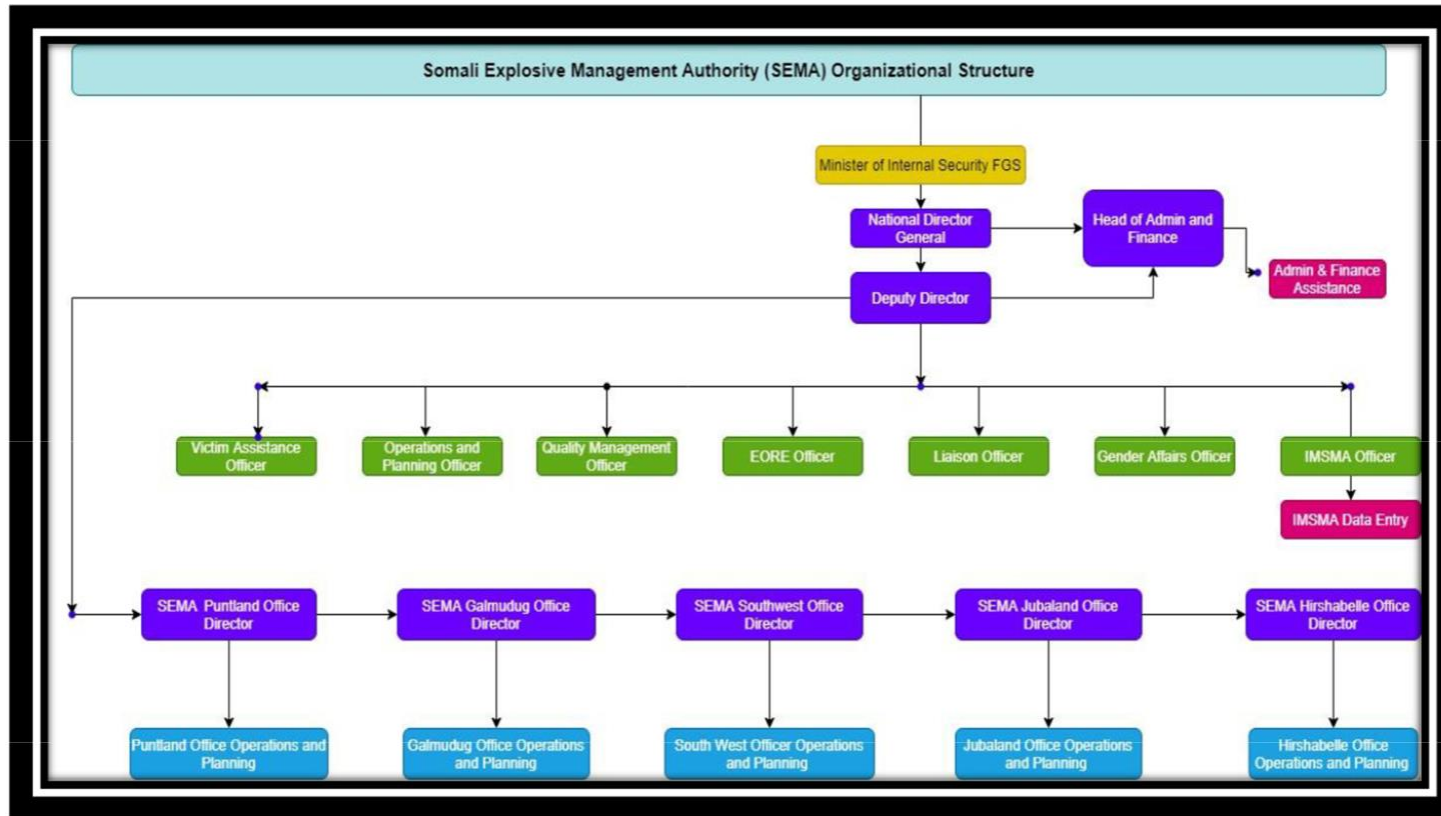 Somali Explosive Management Authority (SEMA) Organizational Structure
Minister of Internal Security FGS
National Director
General
Head of Admin and
Finance
Admin & Finance
Assistance
Deputy Director
Victim Assistance
Officer
Operations and
Planning Officer
Quality Management
Officer
EORE Officer
Liaison Officer
Gender Affairs Officer
IMSMA Officer
IMSMA Data Entry
SEMA Puntland Office
Director
SEMA Galmudug Office
Director
SEMA Southwest Office
Director
SEMA Jubaland Office
Director
SEMA Hirshabelle Office
Director
Puntland Office Operations and
Planning
Galmudug Office Operations
and Planning
South West Officer Operations
and Planning
Jubaland Office Operations
and Planning
Hirshabelle Office
Operations and Planning